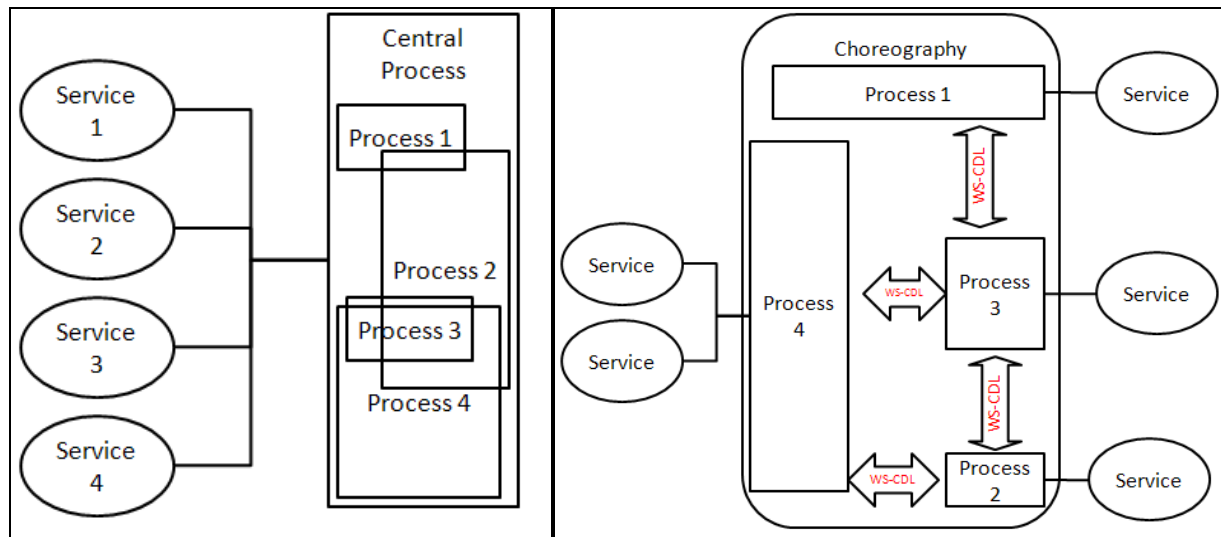 Central
Process
Service
1
Process 1
Service
2
Process 2
Service
3
Process 3
Process 4
Service
4
Choreography
Process 1
Service
WS-CDL
Service
Service
Process
4
WS-CDL
Process
3
Service
WS-CDL
WS-CDL
Process
2
Service